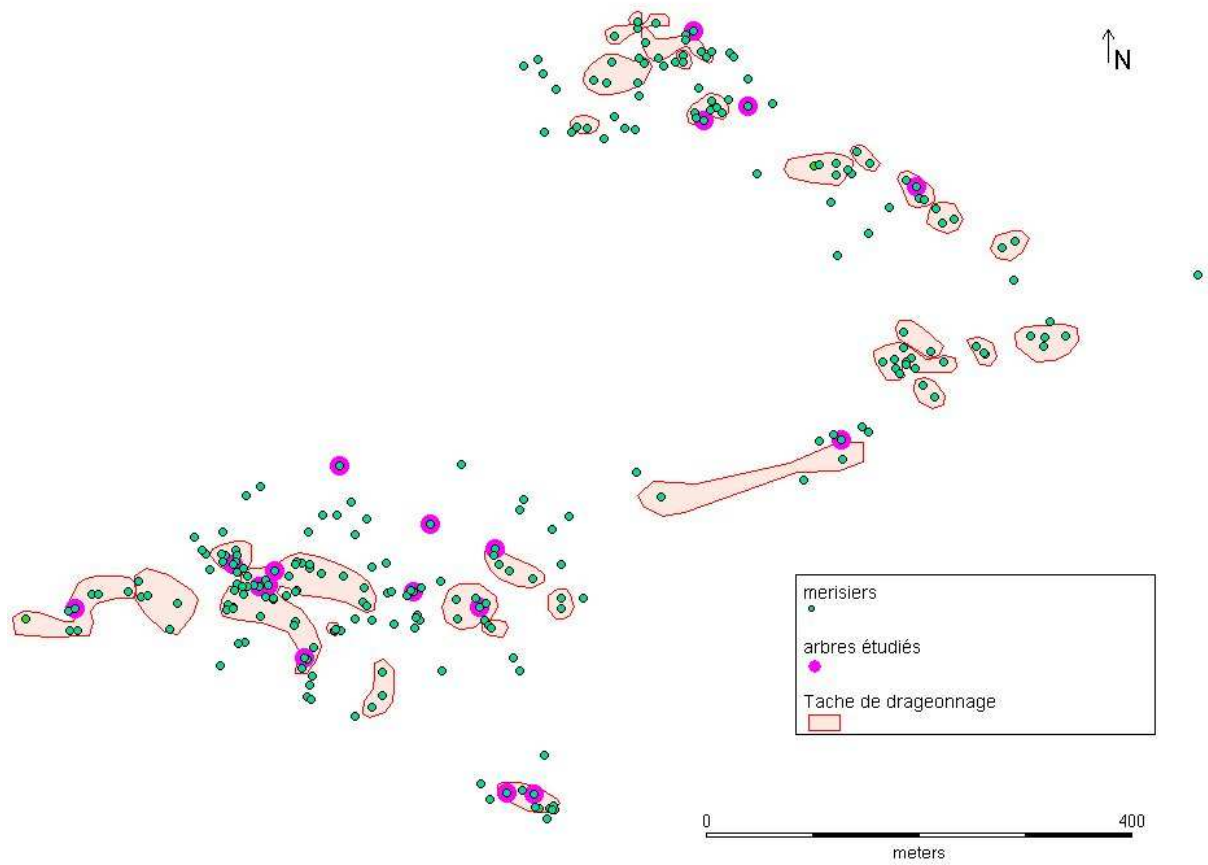 N
merisiers
arbres étudiés
Tache de drageonnage
0 400
meters